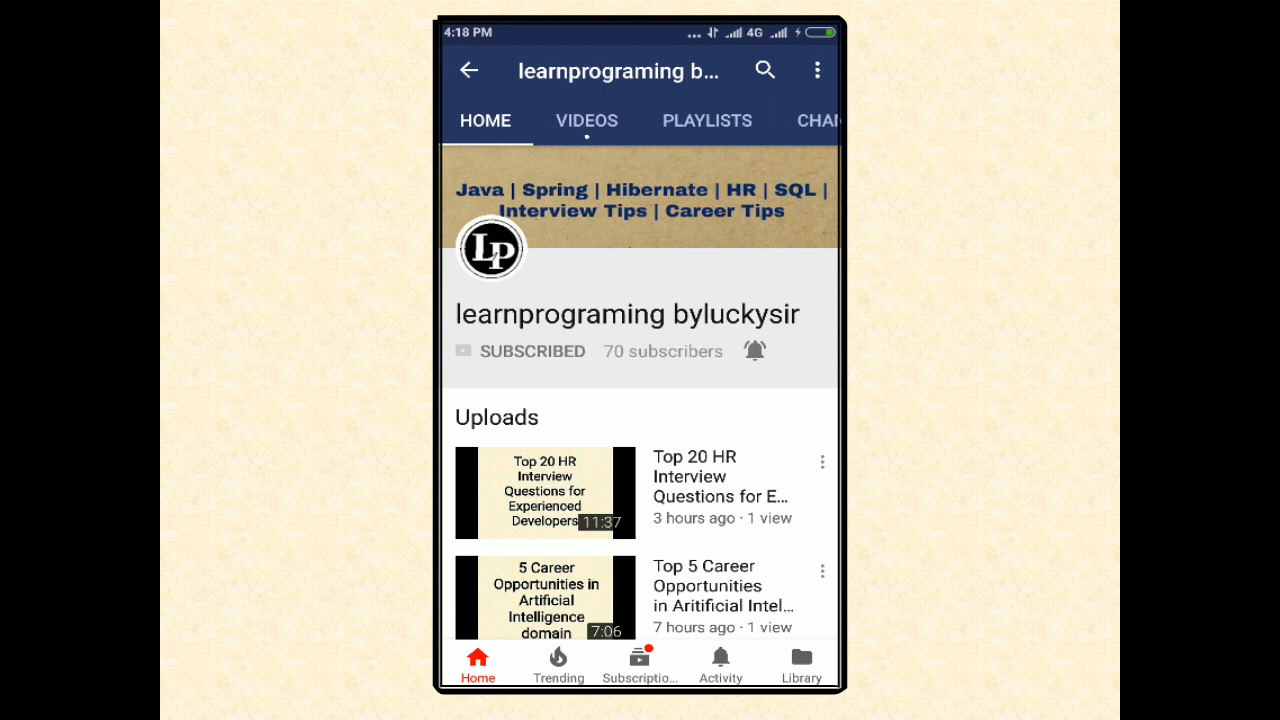 4:18 PM ... 4G
learnprograming b...
HOME VIDEOS PLAYLISTS CHAN
Java | Spring | Hibernate | HR | SQL |
Interview Tips | Career Tips
LP
learnprograming byluckysir
SUBSCRIBED 70 subscribers
Uploads
Top 20 HR
Interview
Questions for
Experienced
Developers
11:37
Top 20 HR
Interview
Questions for E...
3 hours ago · 1 view
5 Career
Opportunities in
Artificial
Intelligence
domain
7:06
Top 5 Career
Opportunities
in Aritificial Intel...
7 hours ago · 1 view
Home Trending Subscriptio... Activity Library